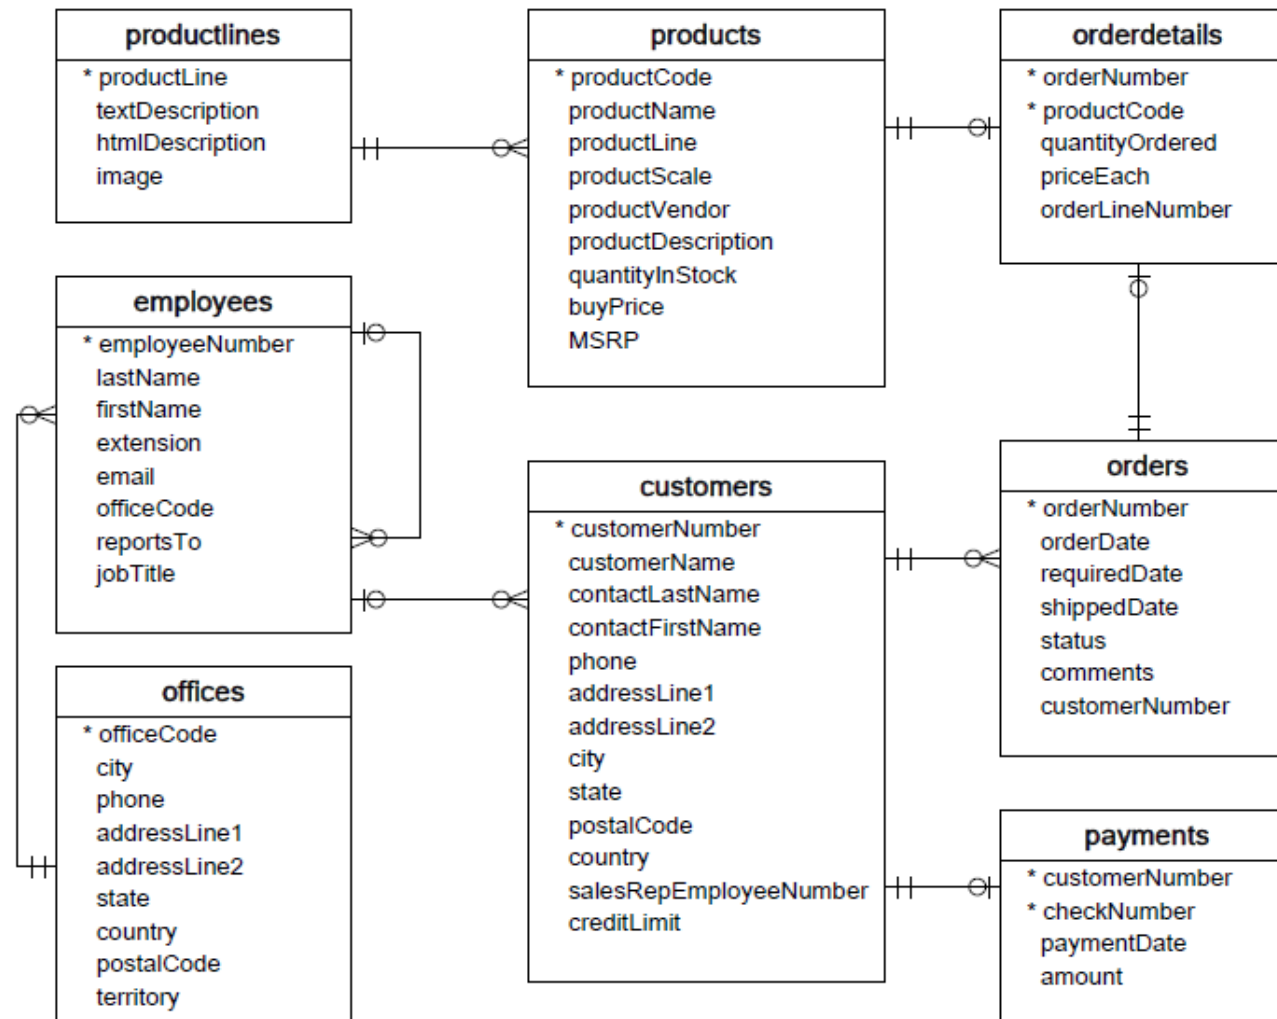 productlines
* productLine
textDescription
htmlDescription
image
products
* productCode
productName
productLine
productScale
productVendor
productDescription
quantityInStock
buyPrice
MSRP
orderdetails
* orderNumber
* productCode
quantityOrdered
priceEach
orderLineNumber
employees
* employeeNumber
lastName
firstName
extension
email
officeCode
reportsTo
jobTitle
customers
* customerNumber
customerName
contactLastName
contactFirstName
phone
addressLine1
addressLine2
city
state
postalCode
country
salesRepEmployeeNumber
creditLimit
orders
* orderNumber
orderDate
requiredDate
shippedDate
status
comments
customerNumber
offices
* officeCode
city
phone
addressLine1
addressLine2
state
country
postalCode
territory
payments
* customerNumber
* checkNumber
paymentDate
amount